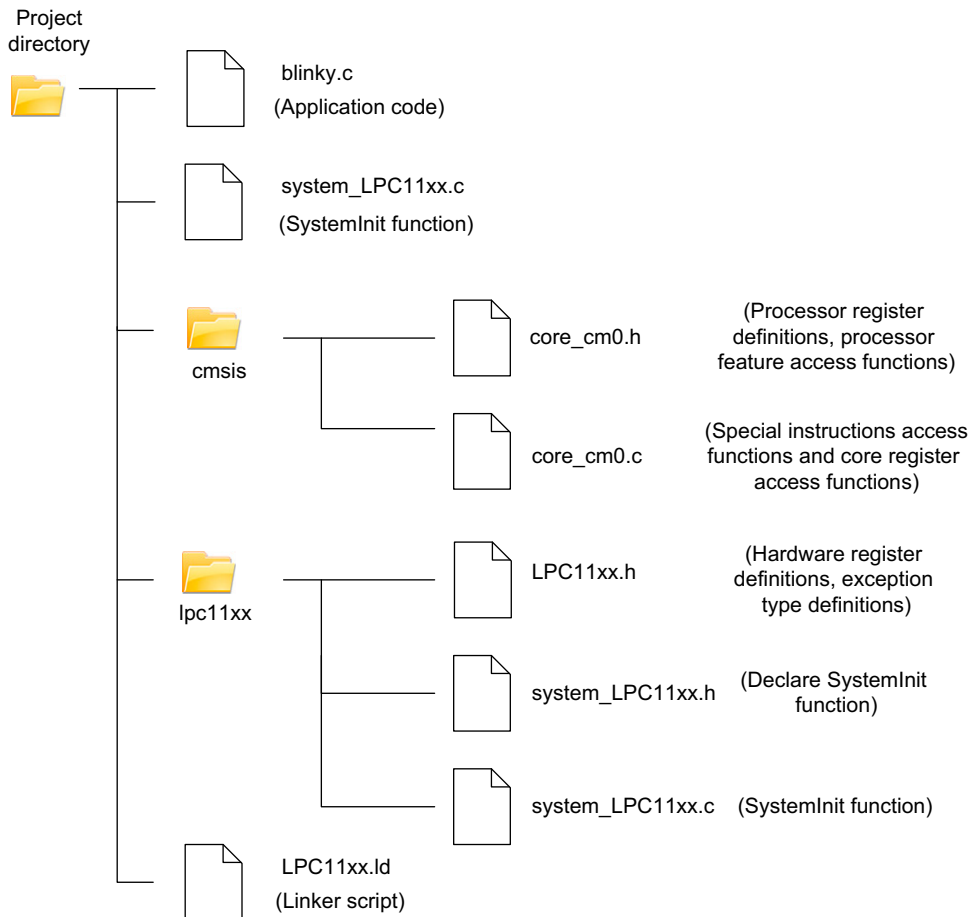 Project
directory
blinky.c
(Application code)
system_LPC11xx.c
(SystemInit function)
cmsis
core_cm0.h
(Processor register
definitions, processor
feature access functions)
core_cm0.c
(Special instructions access
functions and core register
access functions)
lpc11xx
LPC11xx.h
(Hardware register
definitions, exception
type definitions)
system_LPC11xx.h
(Declare SystemInit
function)
system_LPC11xx.c
(SystemInit function)
LPC11xx.ld
(Linker script)